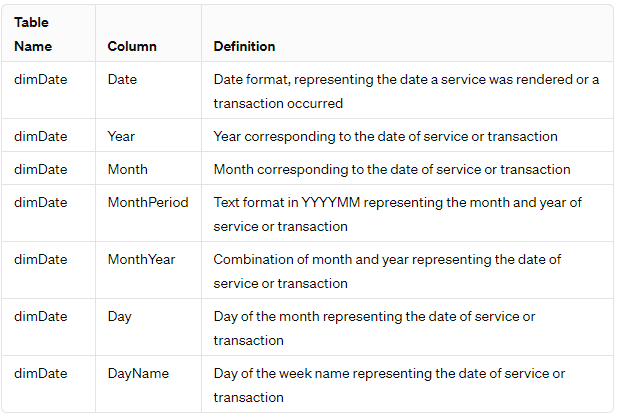 Table
Name Column Definition
dimDate Date Date format, representing the date a service was rendered or a
transaction occurred
dimDate Year Year corresponding to the date of service or transaction
dimDate Month Month corresponding to the date of service or transaction
dimDate MonthPeriod Text format in YYYYMM representing the month and year of
service or transaction
dimDate MonthYear Combination of month and year representing the date of
service or transaction
dimDate Day Day of the month representing the date of service or
transaction
dimDate DayName Day of the week name representing the date of service or
transaction